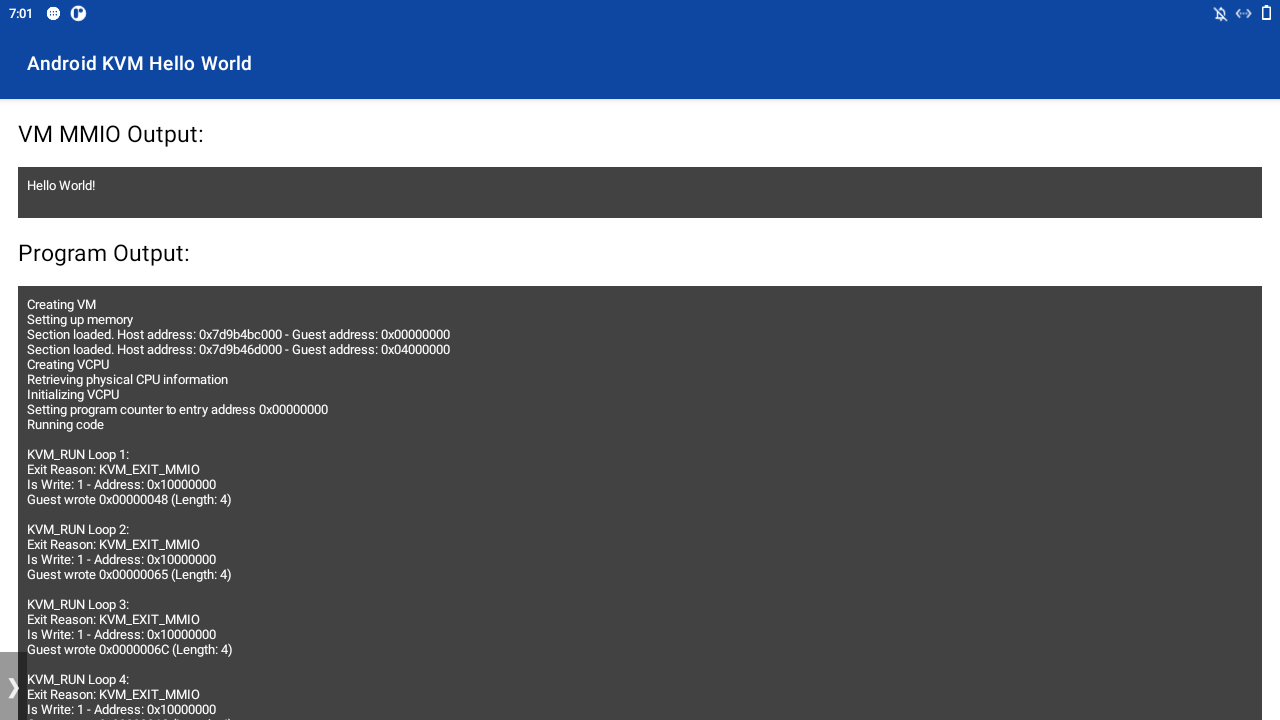 7:01
Android KVM Hello World
VM MMIO Output:
Hello World!
Program Output:
Creating VM
Setting up memory
Section loaded. Host address: 0x7d9b4bc000 - Guest address: 0x00000000
Section loaded. Host address: 0x7d9b46d000 - Guest address: 0x04000000
Creating VCPU
Retrieving physical CPU information
Initializing VCPU
Setting program counter to entry address 0x00000000
Running code
KVM_RUN Loop 1:
Exit Reason: KVM_EXIT_MMIO
Is Write: 1 - Address: 0x10000000
Guest wrote 0x00000048 (Length: 4)
KVM_RUN Loop 2:
Exit Reason: KVM_EXIT_MMIO
Is Write: 1 - Address: 0x10000000
Guest wrote 0x00000065 (Length: 4)
KVM_RUN Loop 3:
Exit Reason: KVM_EXIT_MMIO
Is Write: 1 - Address: 0x10000000
Guest wrote 0x0000006C (Length: 4)
KVM_RUN Loop 4:
Exit Reason: KVM_EXIT_MMIO
Is Write: 1 - Address: 0x10000000